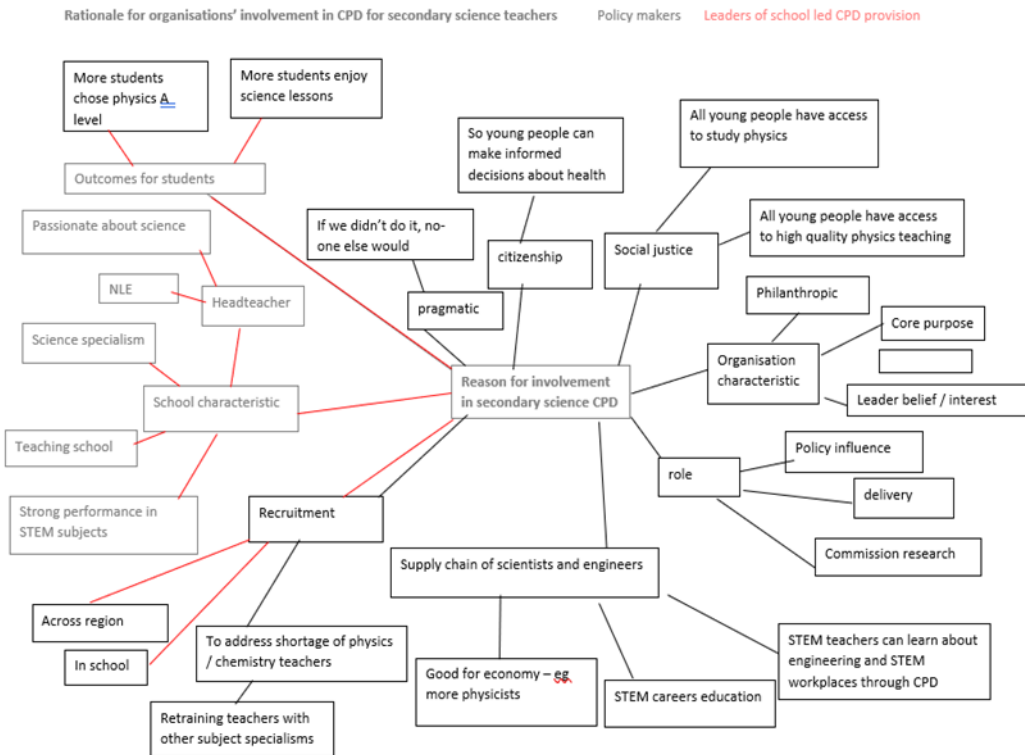 Rationale for organisations' involvement in CPD for secondary science teachers
Policy makers
Leaders of school led CPD provision
More students
chose physics A
level
More students enjoy
science lessons
Outcomes for students
So young people can
make informed
decisions about health
All young people have access
to study physics
Passionate about science
If we didn't do it, no-
one else would
citizenship
Social justice
All young people have access
to high quality physics teaching
NLE
Headteacher
pragmatic
Philanthropic
Science specialism
Core purpose
School characteristic
Reason for involvement
in secondary science CPD
Organisation
characteristic
Leader belief / interest
Teaching school
Policy influence
role
delivery
Strong performance in
STEM subjects
Recruitment
Commission research
Supply chain of scientists and engineers
Across region
In school
To address shortage of physics
/ chemistry teachers
Good for economy – eg
more physicists
STEM careers education
STEM teachers can learn about
engineering and STEM
workplaces through CPD
Retraining teachers with
other subject specialisms